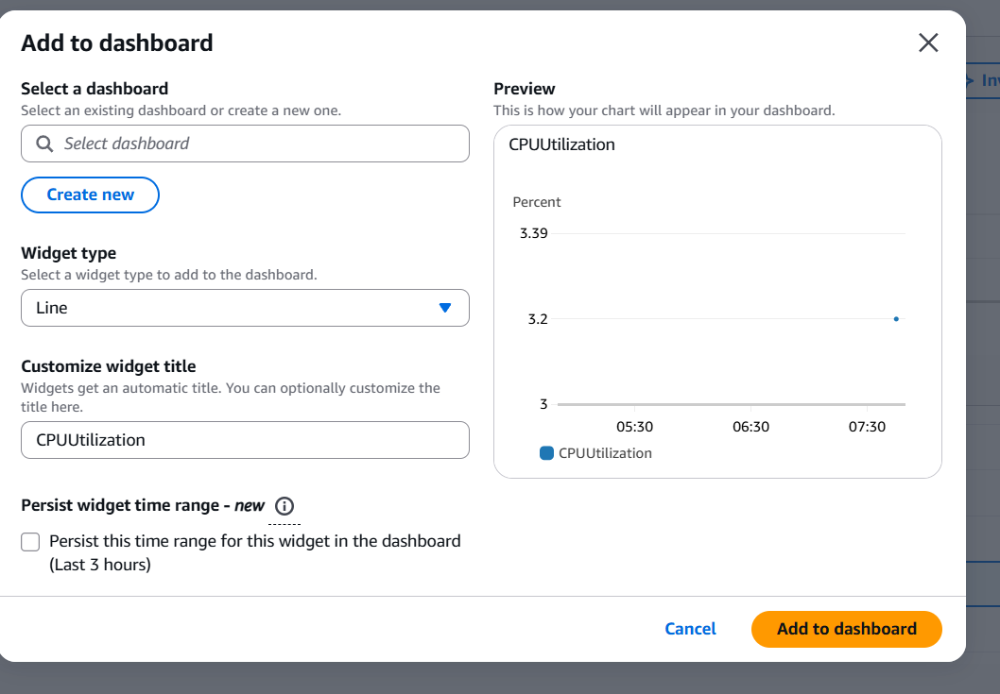 Add to dashboard
Select a dashboard
Select an existing dashboard or create a new one.
Select dashboard
Create new
Widget type
Select a widget type to add to the dashboard.
Line
Customize widget title
Widgets get an automatic title. You can optionally customize the
title here.
CPUUtilization
Persist widget time range - new
Persist this time range for this widget in the dashboard
(Last 3 hours)
Preview
This is how your chart will appear in your dashboard.
CPUUtilization
Percent
3.39
3.2
3
05:30 06:30 07:30
CPUUtilization
Cancel
Add to dashboard